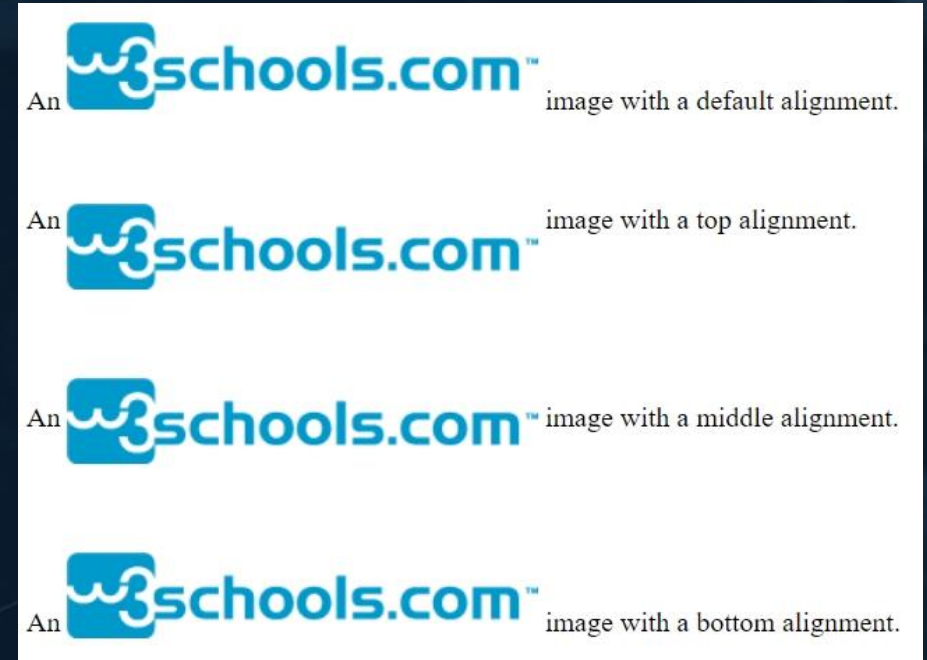 An w3schools.com™ image with a default alignment.
An w3schools.com™ image with a top alignment.
An w3schools.com™ image with a middle alignment.
An w3schools.com™ image with a bottom alignment.